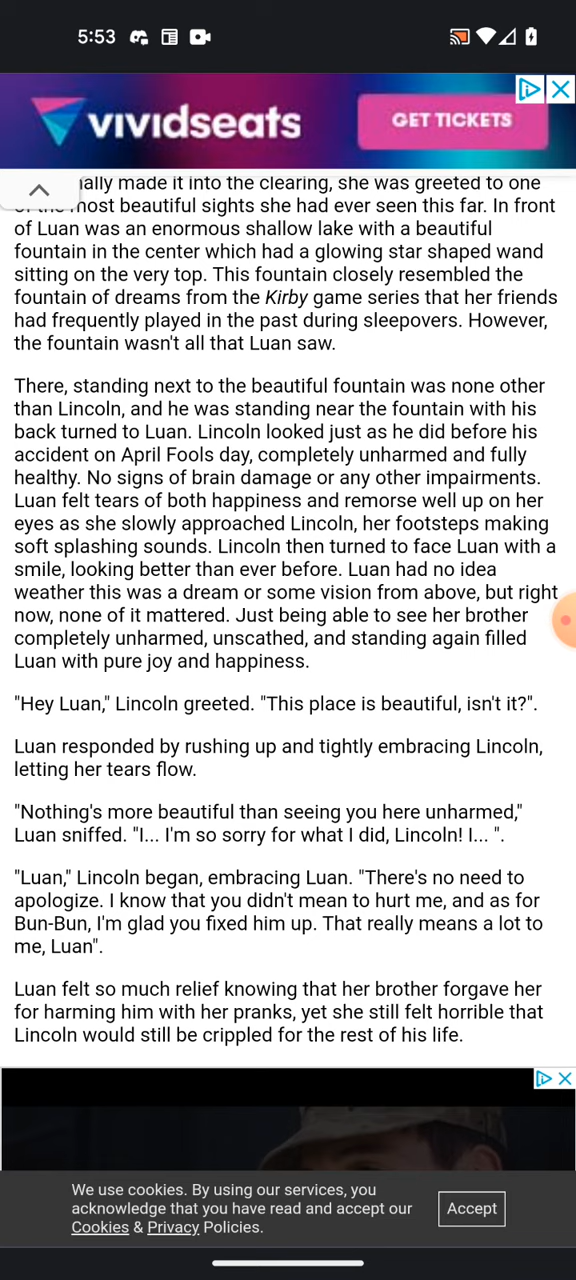 5:53
vividseats
GET TICKETS
nally made it into the clearing, she was greeted to one
of the most beautiful sights she had ever seen this far. In front
of Luan was an enormous shallow lake with a beautiful
fountain in the center which had a glowing star shaped wand
sitting on the very top. This fountain closely resembled the
fountain of dreams from the Kirby game series that her friends
had frequently played in the past during sleepovers. However,
the fountain wasn't all that Luan saw.
There, standing next to the beautiful fountain was none other
than Lincoln, and he was standing near the fountain with his
back turned to Luan. Lincoln looked just as he did before his
accident on April Fools day, completely unharmed and fully
healthy. No signs of brain damage or any other impairments.
Luan felt tears of both happiness and remorse well up on her
eyes as she slowly approached Lincoln, her footsteps making
soft splashing sounds. Lincoln then turned to face Luan with a
smile, looking better than ever before. Luan had no idea
weather this was a dream or some vision from above, but right
now, none of it mattered. Just being able to see her brother
completely unharmed, unscathed, and standing again filled
Luan with pure joy and happiness.
"Hey Luan," Lincoln greeted. "This place is beautiful, isn't it?".
Luan responded by rushing up and tightly embracing Lincoln,
letting her tears flow.
"Nothing's more beautiful than seeing you here unharmed,"
Luan sniffed. "I... I'm so sorry for what I did, Lincoln! I... ".
"Luan," Lincoln began, embracing Luan. "There's no need to
apologize. I know that you didn't mean to hurt me, and as for
Bun-Bun, I'm glad you fixed him up. That really means a lot to
me, Luan".
Luan felt so much relief knowing that her brother forgave her
for harming him with her pranks, yet she still felt horrible that
Lincoln would still be crippled for the rest of his life.
We use cookies. By using our services, you
acknowledge that you have read and accept our
Cookies & Privacy Policies.
Accept